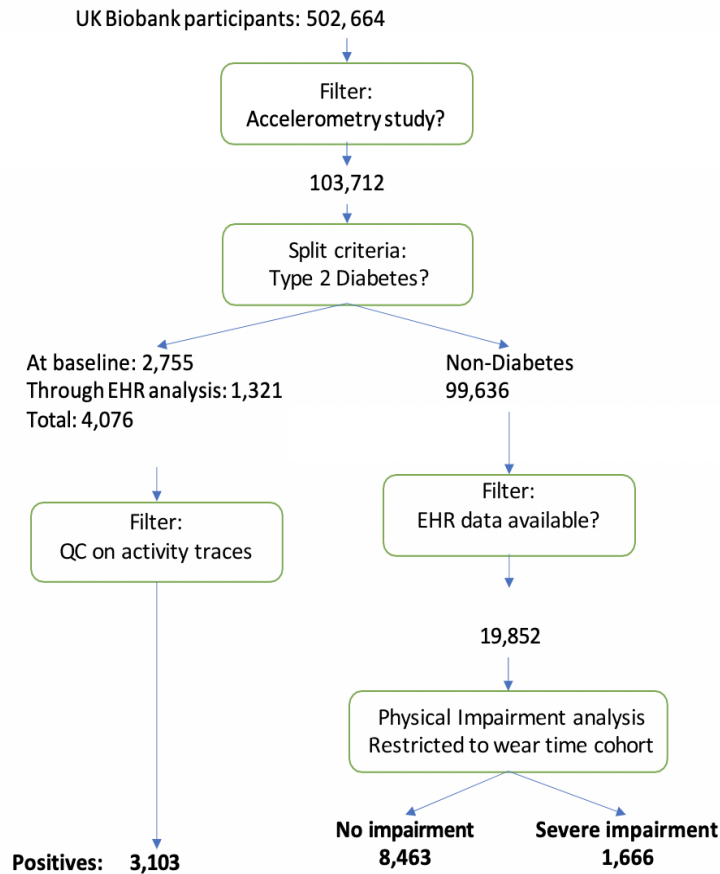 UK Biobank participants: 502, 664
Filter:
Accelerometry study?
103,712
Split criteria:
Type 2 Diabetes?
At baseline: 2,755
Through EHR analysis: 1,321
Total: 4,076
Non-Diabetes
99,636
Filter:
QC on activity traces
Filter:
EHR data available?
19,852
Physical Impairment analysis
Restricted to wear time cohort
No impairment
8,463
Severe impairment
1,666
Positives: 3,103